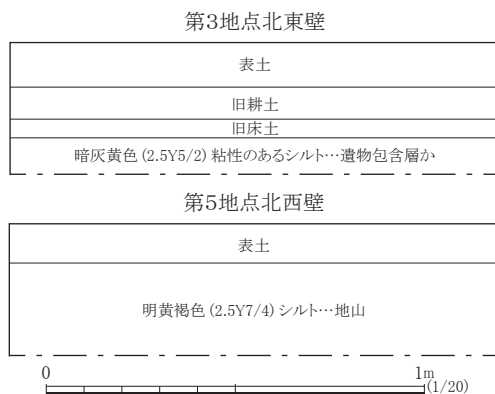 第3地点北東壁
表土
旧耕土
旧床土
暗灰黄色 (2.5Y5/2) 粘性のあるシルト…遺物包含層か
第5地点北西壁
表土
明黄褐色 (2.5Y7/4) シルト…地山
0 1m
(1/20)